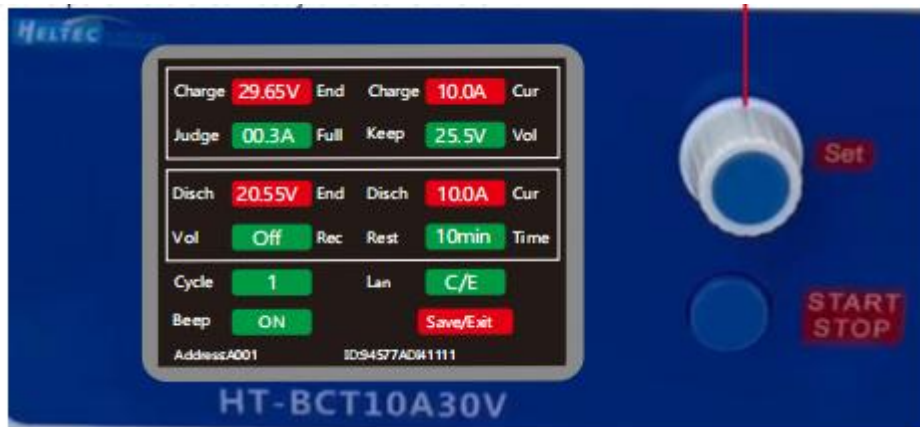 HELTEC
Charge 29.65V End Charge 10.0A Cur
Judge 00.3A Full Keep 25.5V Vol
Disch 20.55V End Disch 10.0A Cur
Vol Off Rec Rest 10min Time
Cycle 1 Lan C/E
Beep ON Save/Exit
Address:A001 ID:94577ADI41111
Set
START
STOP
HT-BCT10A30V